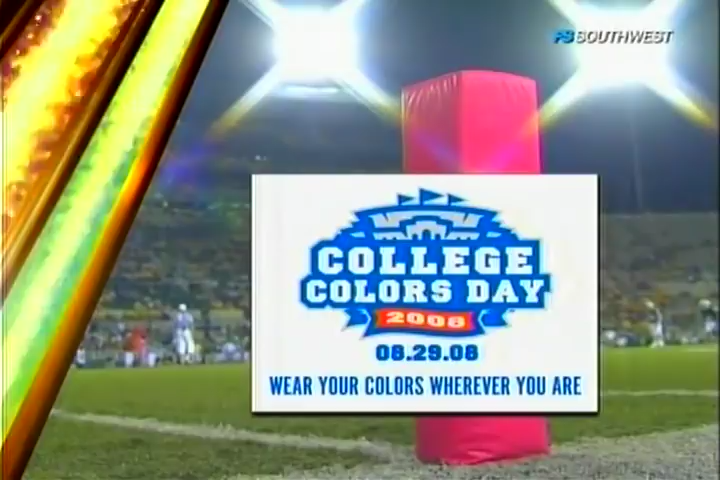 FS SOUTHWEST
COLLEGE
COLORS DAY
2008
08.29.08
WEAR YOUR COLORS WHEREVER YOU ARE